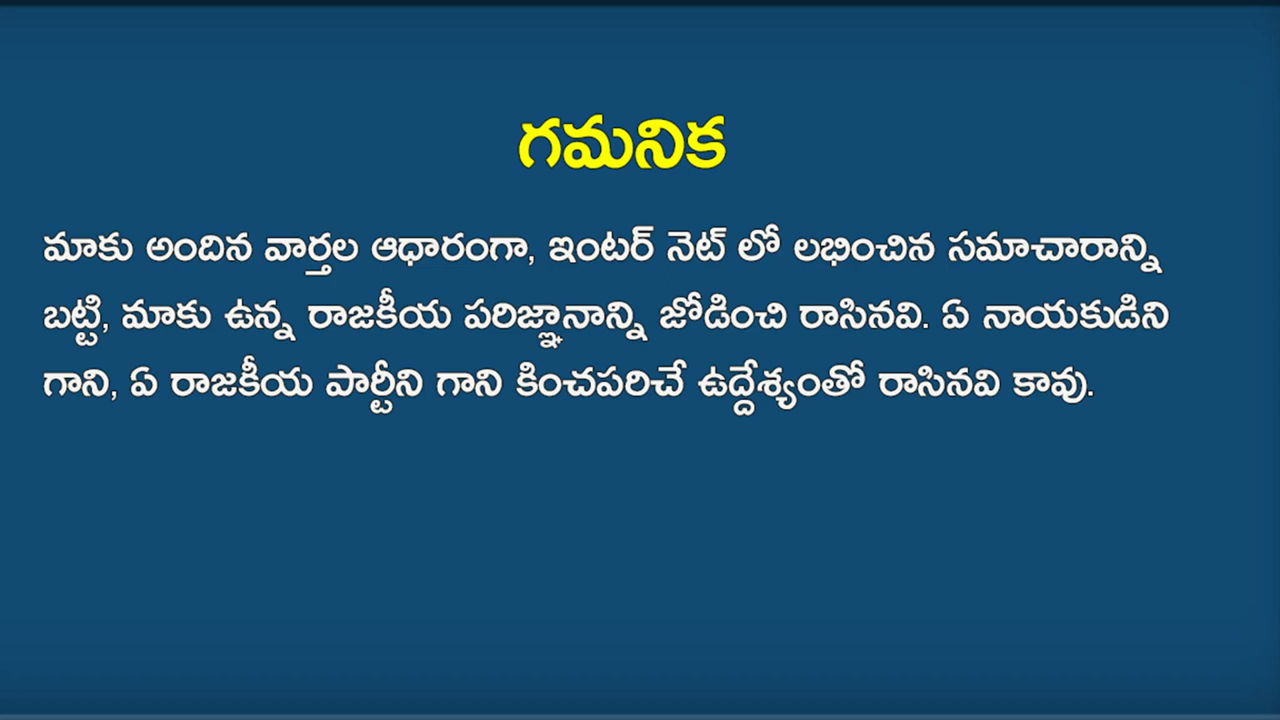 గమనిక
మాకు అందిన వార్తల ఆధారంగా, ఇంటర్ నెట్ లో లభించిన సమాచారాన్ని
బట్టి, మాకు ఉన్న రాజకీయ పరిజ్ఞానాన్ని జోడించి రాసినవి. ఏ నాయకుడిని
గాని, ఏ రాజకీయ పార్టీని గాని కించపరిచే ఉద్దేశ్యంతో రాసినవి కావు.